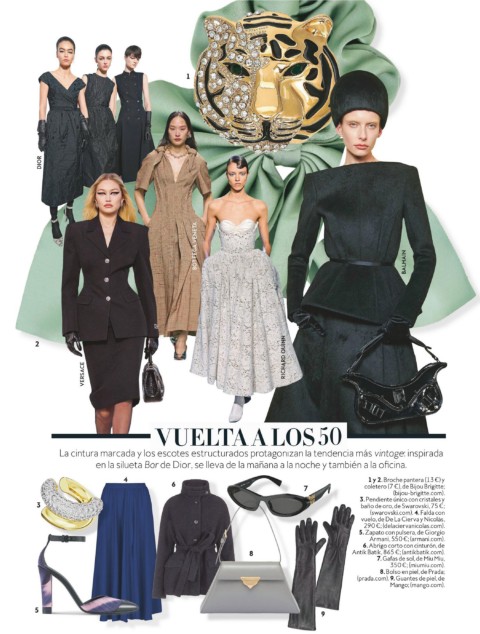 1
DIOR
BOTTEGA VENETA
BALMAIN
2
VERSACE
RICHARD QUINN
VUELTA A LOS 50
La cintura marcada y los escotes estructurados protagonizan la tendencia más vintage: inspirada
en la silueta Bar de Dior, se lleva de la mañana a la noche y también a la oficina.
3
4
5
6
7
8
9
1 y 2. Broche pantera (13 €) y
coletero (7 €), de Bijou Brigitte;
(bijou-brigitte.com).
3. Pendiente único con cristales y
baño de oro, de Swarovski, 75 €;
(swarovski.com). 4. Falda con
vuelo, de De La Cierva y Nicolás,
290 €; (delaciervanicolas.com).
5. Zapato con pulsera, de Giorgio
Armani, 550 €; (armani.com).
6. Abrigo corto con cinturón, de
Antik Batik, 865 €; (antikbatik.com).
7. Gafas de sol, de Miu Miu,
350 €; (miumiu.com).
8. Bolso en piel, de Prada;
(prada.com). 9. Guantes de piel, de
Mango; (mango.com).